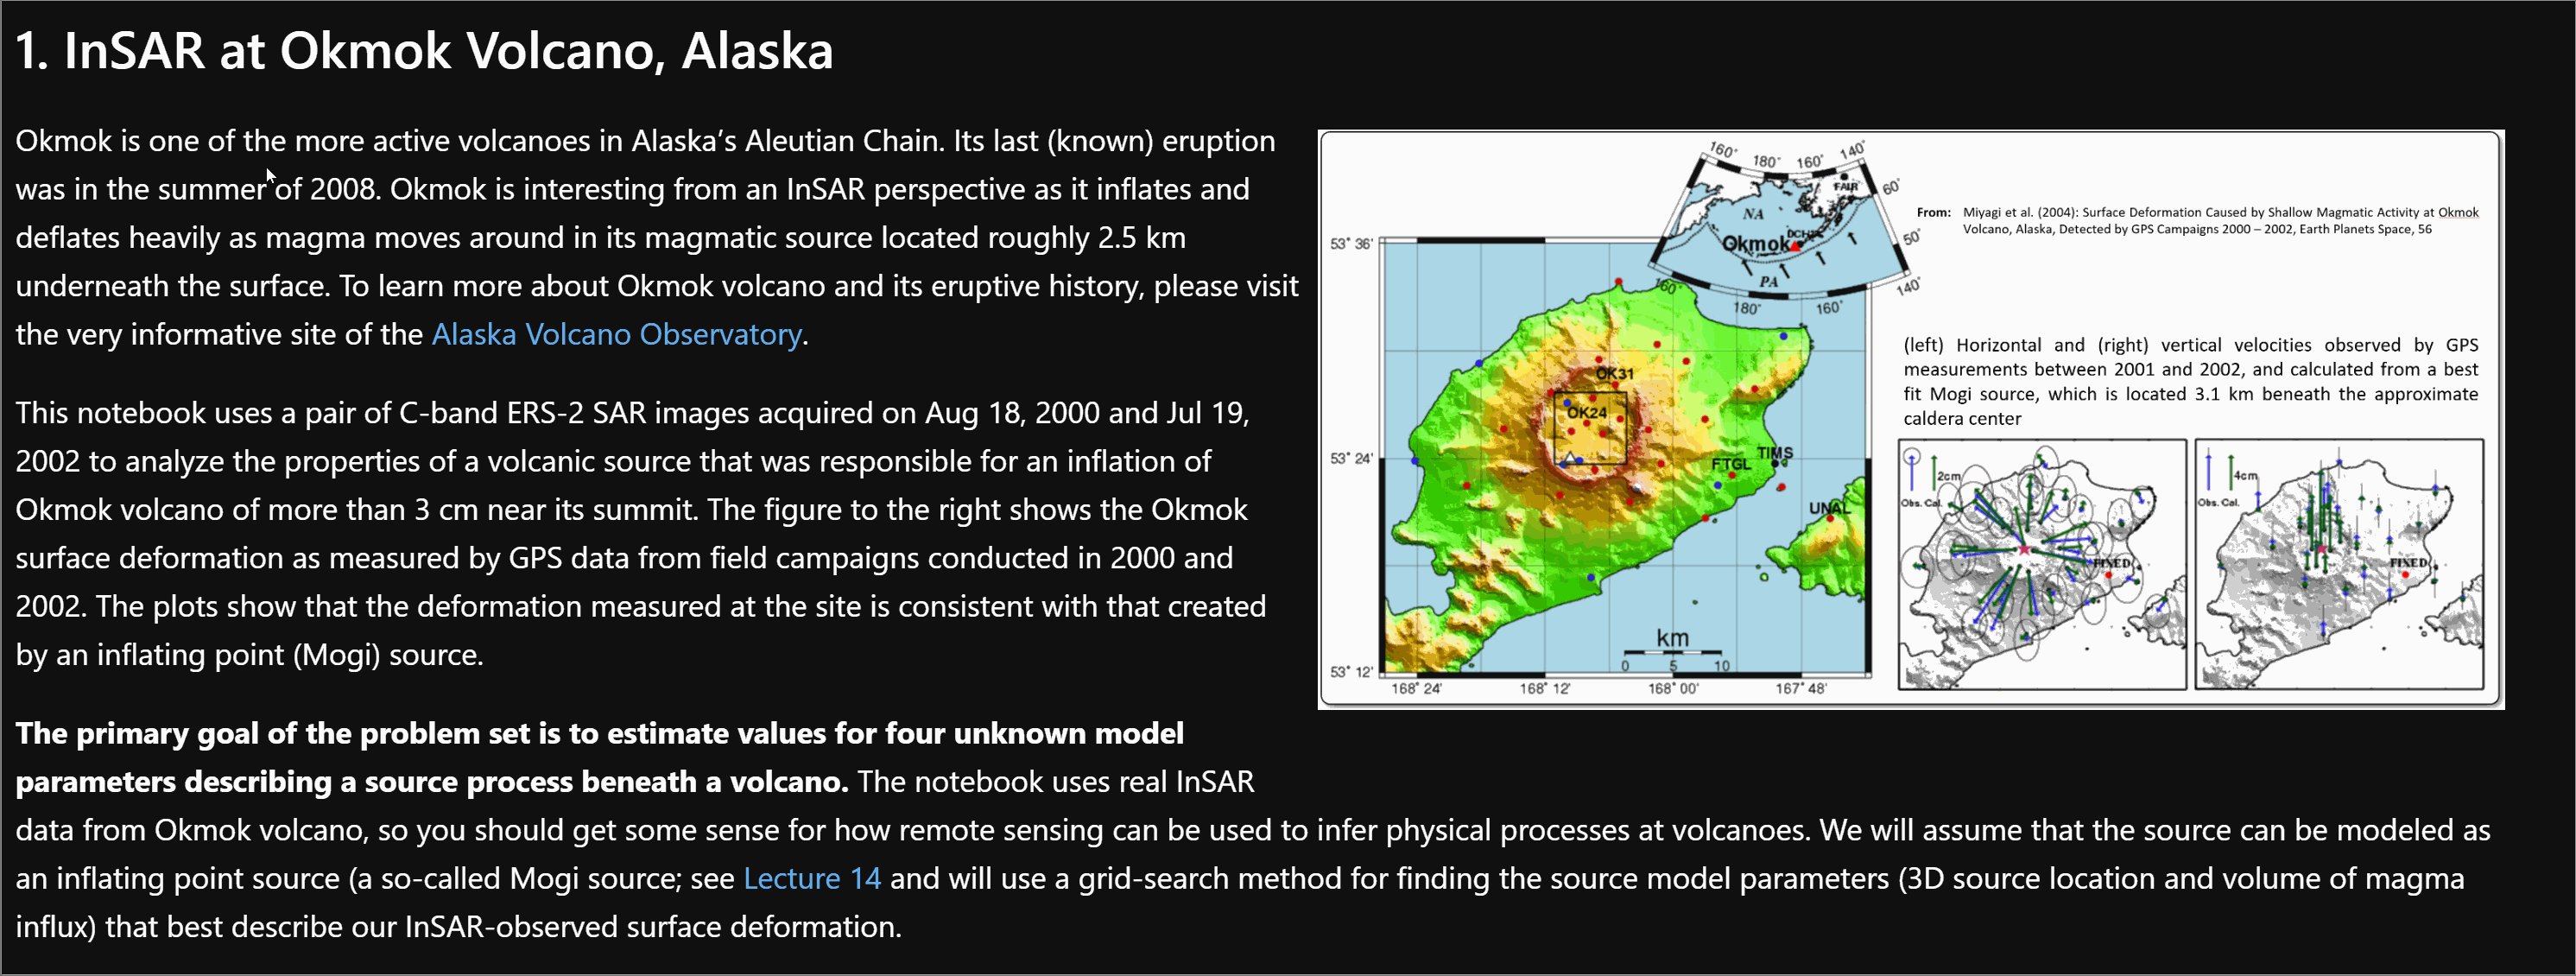 1. InSAR at Okmok Volcano, Alaska
Okmok is one of the more active volcanoes in Alaska’s Aleutian Chain. Its last (known) eruption
was in the summer of 2008. Okmok is interesting from an InSAR perspective as it inflates and
deflates heavily as magma moves around in its magmatic source located roughly 2.5 km
underneath the surface. To learn more about Okmok volcano and its eruptive history, please visit
the very informative site of the Alaska Volcano Observatory.
This notebook uses a pair of C-band ERS-2 SAR images acquired on Aug 18, 2000 and Jul 19,
2002 to analyze the properties of a volcanic source that was responsible for an inflation of
Okmok volcano of more than 3 cm near its summit. The figure to the right shows the Okmok
surface deformation as measured by GPS data from field campaigns conducted in 2000 and
2002. The plots show that the deformation measured at the site is consistent with that created
by an inflating point (Mogi) source.
The primary goal of the problem set is to estimate values for four unknown model
parameters describing a source process beneath a volcano. The notebook uses real InSAR
data from Okmok volcano, so you should get some sense for how remote sensing can be used to infer physical processes at volcanoes. We will assume that the source can be modeled as
an inflating point source (a so-called Mogi source; see Lecture 14 and will use a grid-search method for finding the source model parameters (3D source location and volume of magma
influx) that best describe our InSAR-observed surface deformation.
160° 180° 160° 140°
FAIR
60°
NA
50°
Okmok
PA
160° 180° 160° 140°
53° 36'
OK31
OK24
53° 24'
FTGL TIMS
UNAL
km
0 5 10
53° 12'
168° 24' 168° 12' 168° 00' 167° 48'
From: Miyagi et al. (2004): Surface Deformation Caused by Shallow Magmatic Activity at Okmok
Volcano, Alaska, Detected by GPS Campaigns 2000 – 2002, Earth Planets Space, 56
(left) Horizontal and (right) vertical velocities observed by GPS
measurements between 2001 and 2002, and calculated from a best
fit Mogi source, which is located 3.1 km beneath the approximate
caldera center
2cm
Obs. Cal.
FIXED
4cm
Obs. Cal.
FIXED